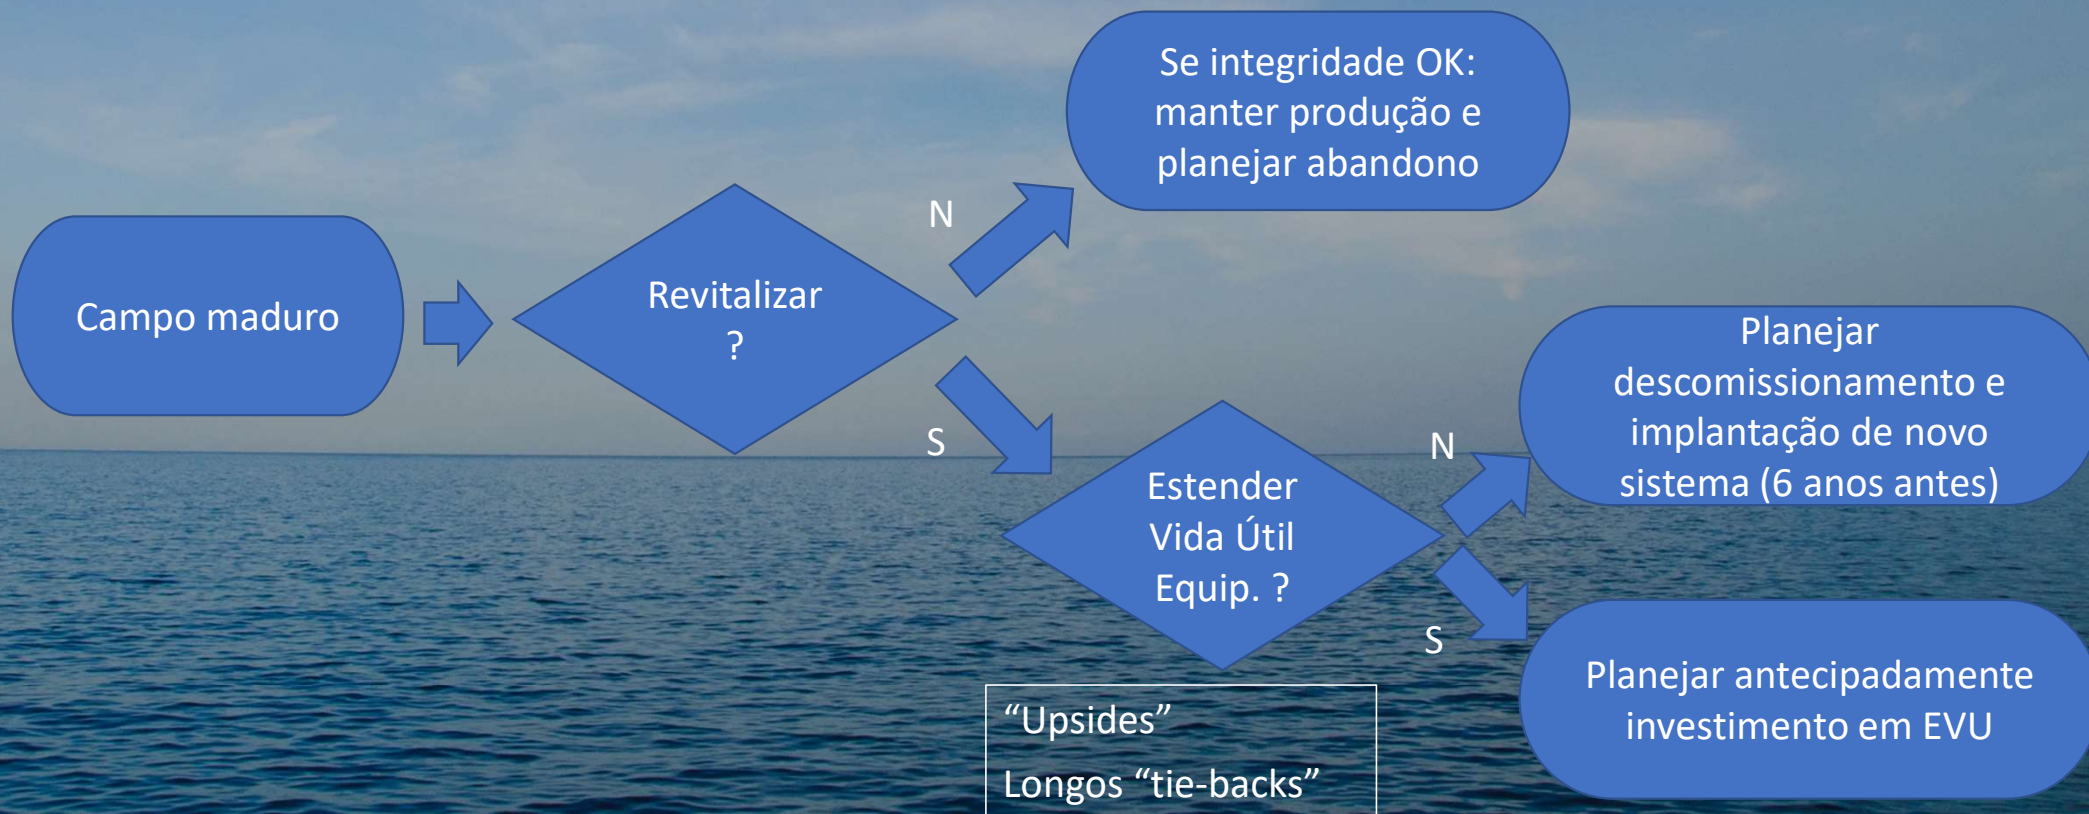 Campo maduro
Revitalizar
?
N
Se integridade OK:
manter produção e
planejar abandono
S
Estender
Vida Útil
Equip. ?
N
Planejar
descomissionamento e
implantação de novo
sistema (6 anos antes)
S
Planejar antecipadamente
investimento em EVU
“Upsides”
Longos “tie-backs”